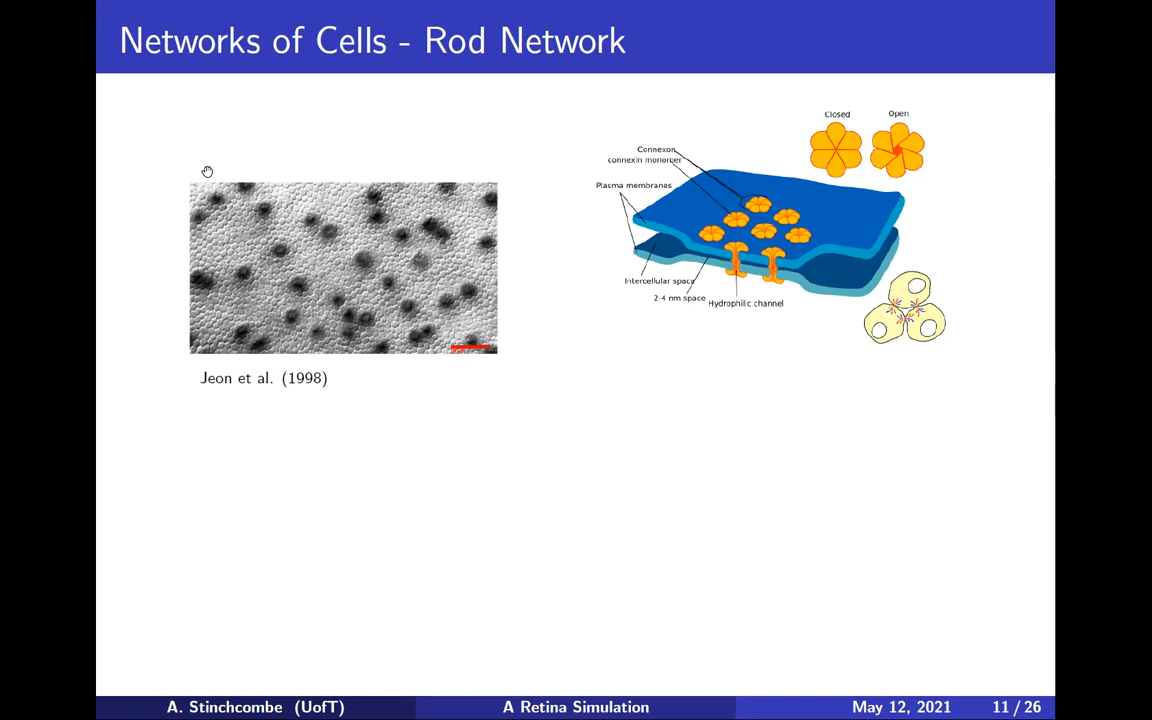 Networks of Cells - Rod Network
Closed
Open
Connexon
connexin monomer
Plasma membranes
Intercellular space
2-4 nm space
Hydrophilic channel
Jeon et al. (1998)
A. Stinchcombe (UofT)
A Retina Simulation
May 12, 2021
11 / 26